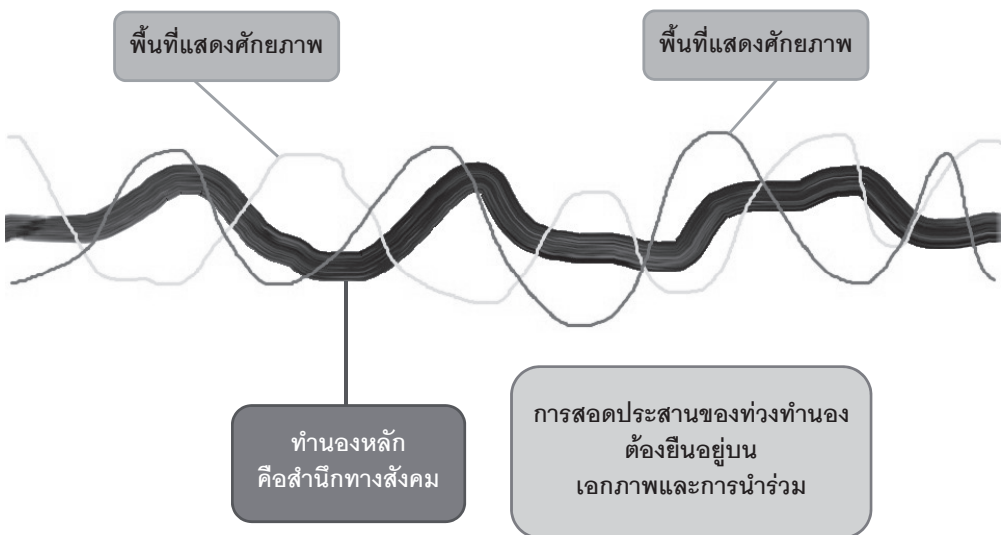 พื้นที่แสดงศักยภาพ
พื้นที่แสดงศักยภาพ
ทำนองหลัก
คือสำนึกทางสังคม
การสอดประสานของท่วงทำนอง
ต้องยืนอยู่บน
เอกภาพและการนำร่วม